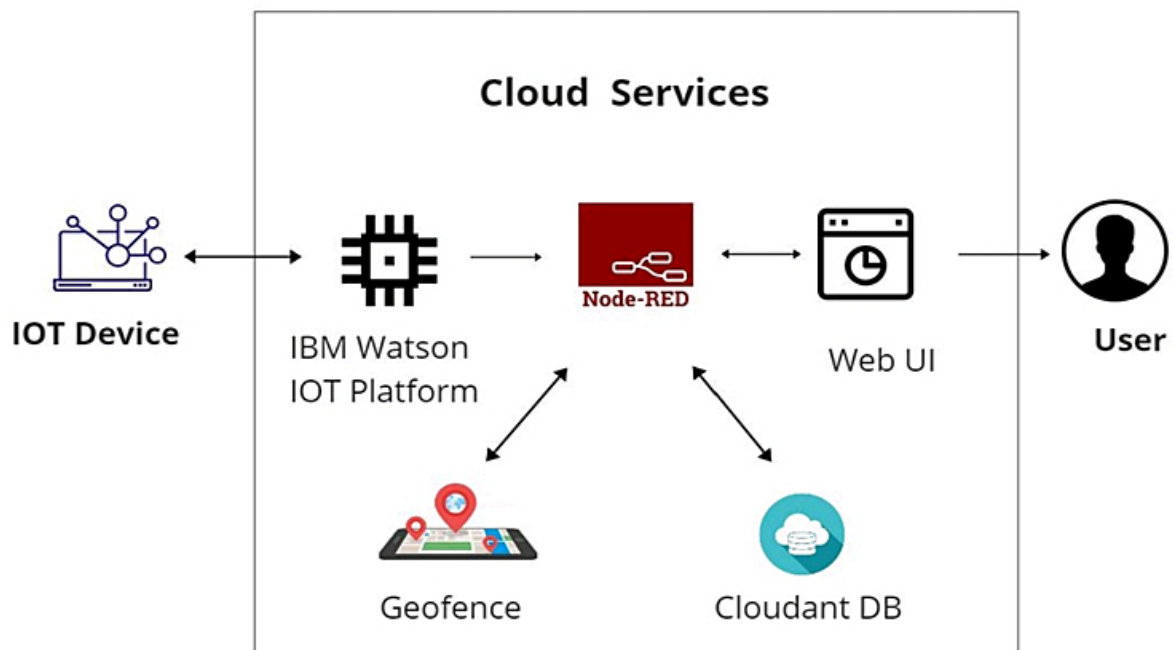 Cloud Services
Node-RED
IOT Device
IBM Watson
IOT Platform
Web UI
User
Geofence
Cloudant DB